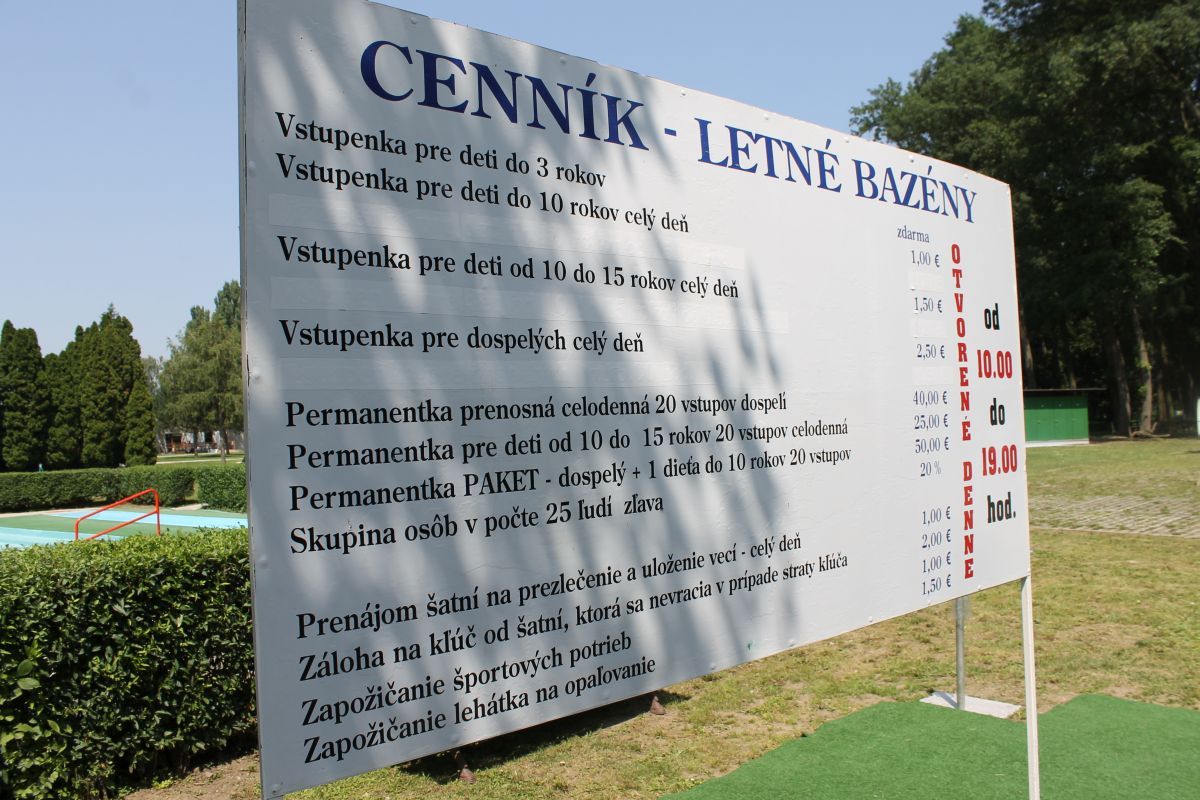 CENNÍK - LETNÉ BAZÉNY
Vstupenka pre deti do 3 rokov zdarma
Vstupenka pre deti do 10 rokov celý deň 1,00 €
Vstupenka pre deti od 10 do 15 rokov celý deň 1,50 €
Vstupenka pre dospelých celý deň 2,50 €
Permanentka prenosná celodenná 20 vstupov dospelí 40,00 €
Permanentka pre deti od 10 do 15 rokov 20 vstupov celodenná 25,00 €
Permanentka PAKET - dospelý + 1 dieťa do 10 rokov 20 vstupov 50,00 €
Skupina osôb v počte 25 ľudí zľava 20 %
Prenájom šatní na prezlečenie a uloženie vecí - celý deň 1,00 €
Záloha na kľúč od šatní, ktorá sa nevracia v prípade straty kľúča 2,00 €
Zapožičanie športových potrieb 1,00 €
Zapožičanie lehátka na opaľovanie 1,50 €
OTVORENÉ DENNE
od
10.00
do
19.00
hod.